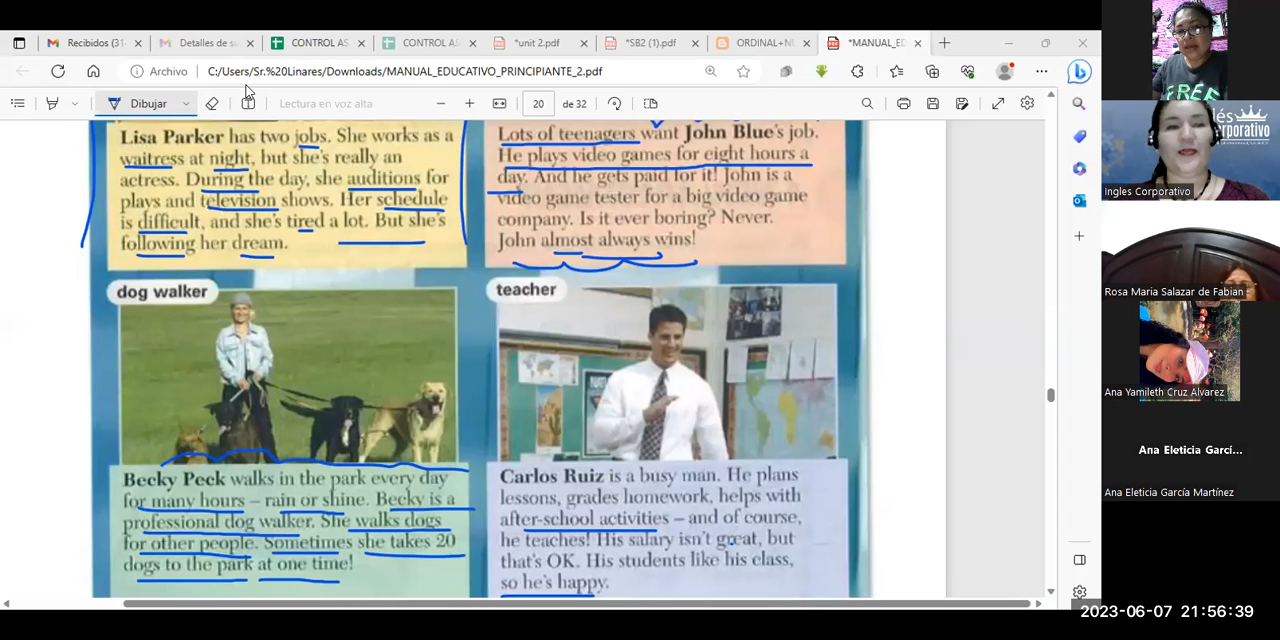 Recibidos (31-
Detalles de su
CONTROL AS
CONTROL AS
*unit 2.pdf
*SB2 (1).pdf
ORDINAL+N
*MANUAL_ED
Archivo
C:/Users/Sr.%20Linares/Downloads/MANUAL_EDUCATIVO_PRINCIPIANTE_2.pdf
Dibujar
Lectura en voz alta
20
de 32
Lisa Parker has two jobs. She works as a
waitress at night, but she's really an
actress. During the day, she auditions for
plays and television shows. Her schedule
is difficult, and she's tired a lot. But she's
following her dream.
Lots of teenagers want John Blue's job.
He plays video games for eight hours a
day. And he gets paid for it! John is a
video game tester for a big video game
company. Is it ever boring? Never.
John almost always wins!
dog walker
teacher
Becky Peck walks in the park every day
for many hours – rain or shine. Becky is a
professional dog walker. She walks dogs
for other people. Sometimes she takes 20
dogs to the park at one time!
Carlos Ruiz is a busy man. He plans
lessons, grades homework, helps with
after-school activities – and of course,
he teaches! His salary isn't great, but
that's OK. His students like his class,
so he's happy.
FREE
lés
orporativo
Ingles Corporativo
Rosa Maria Salazar de Fabian
Ana Yamileth Cruz Alvarez
Ana Eleticia Garcí...
Ana Eleticia García Martínez
2023-06-07 21:56:39